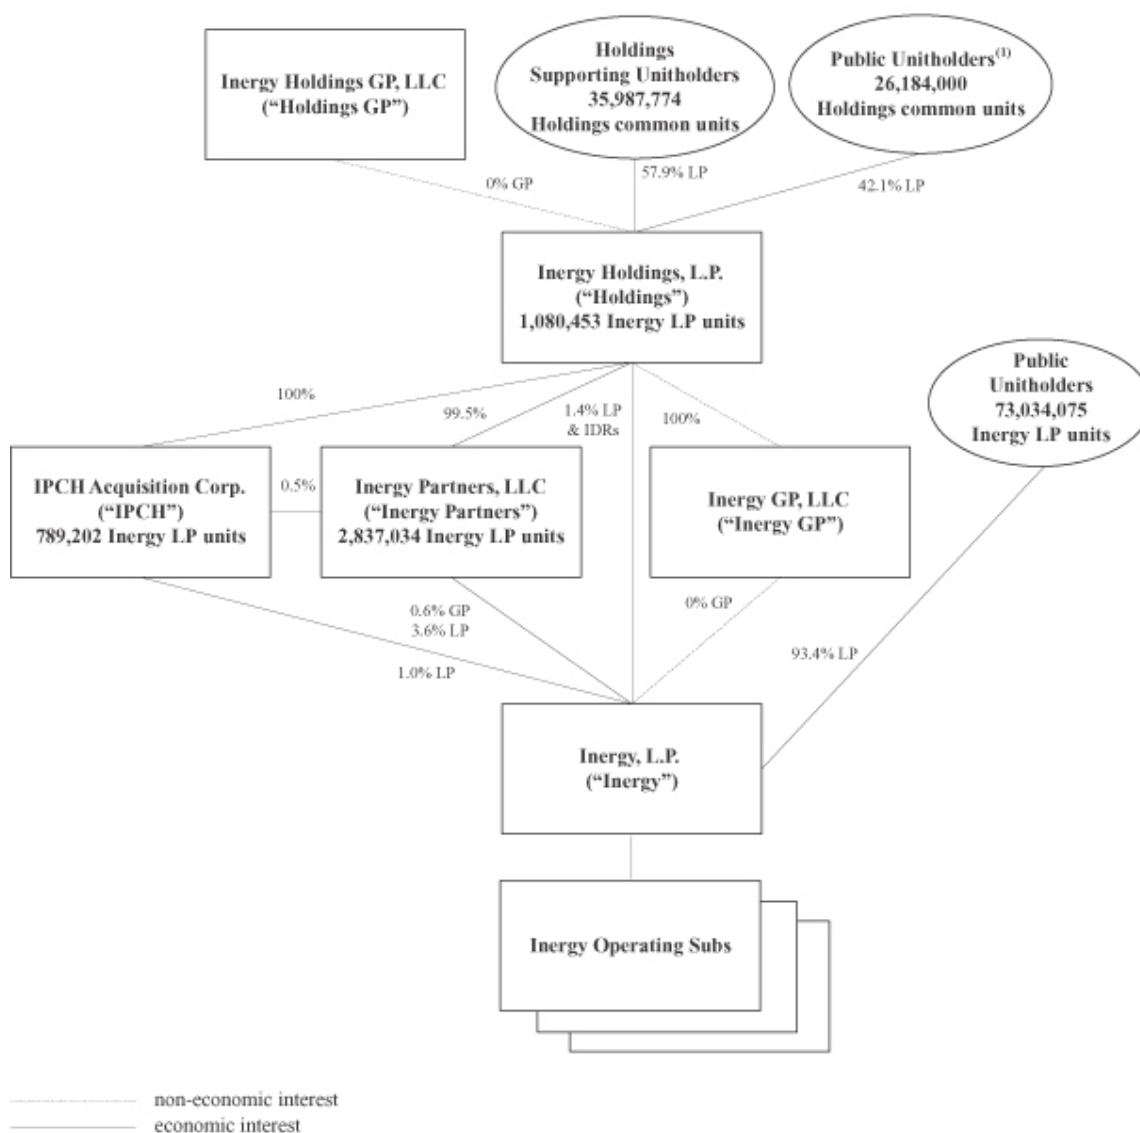 Inergy Holdings GP, LLC
(“Holdings GP”)
Holdings
Supporting Unitholders
35,987,774
Holdings common units
Public Unitholders(1)
26,184,000
Holdings common units
0% GP
57.9% LP
42.1% LP
Inergy Holdings, L.P.
(“Holdings”)
1,080,453 Inergy LP units
Public
Unitholders
73,034,075
Inergy LP units
100%
99.5%
1.4% LP
& IDRs
100%
IPCH Acquisition Corp.
(“IPCH”)
789,202 Inergy LP units
0.5%
Inergy Partners, LLC
(“Inergy Partners”)
2,837,034 Inergy LP units
Inergy GP, LLC
(“Inergy GP”)
0.6% GP
3.6% LP
0% GP
1.0% LP
93.4% LP
Inergy, L.P.
(“Inergy”)
Inergy Operating Subs
non-economic interest
economic interest